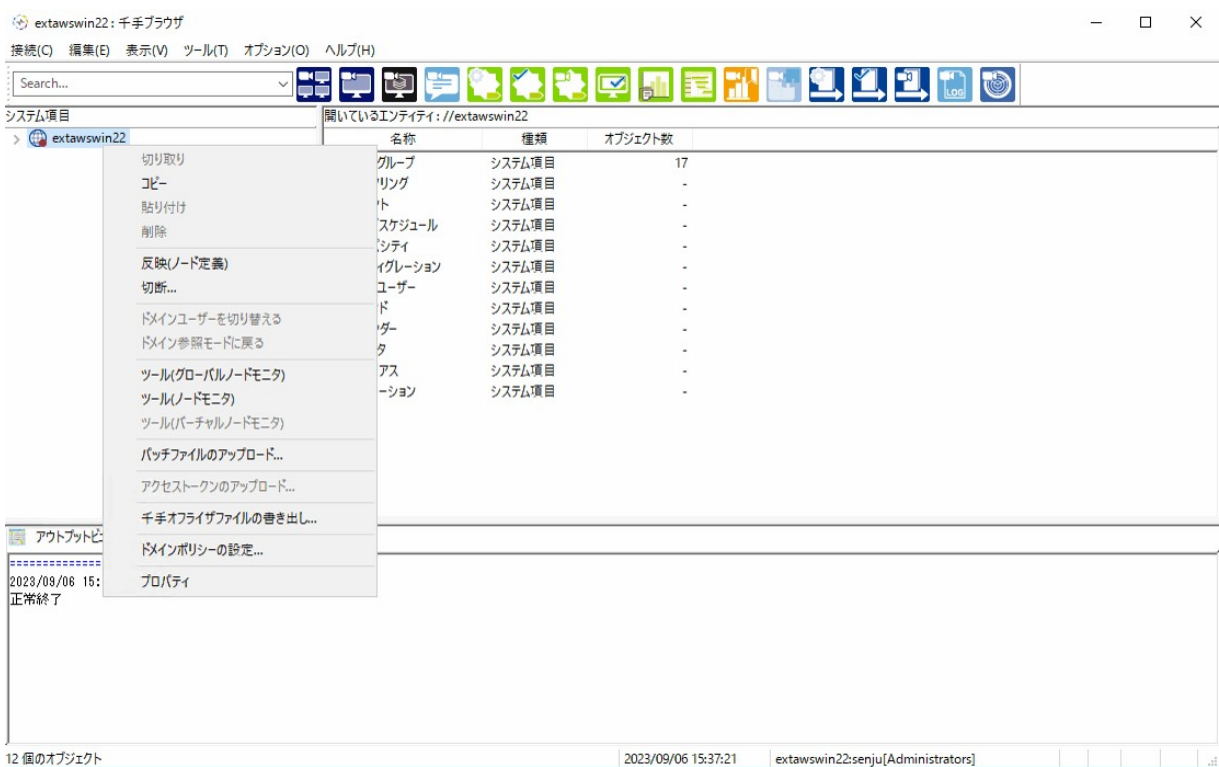 extawswin22 : 千手ブラウザ
接続(C) 編集(E) 表示(V) ツール(T) オプション(O) ヘルプ(H)
Search...
LOG
システム項目
開いているエンティティ : //extawswin22
extawswin22
名称 種類 オブジェクト数
グループ システム項目 17
リング システム項目 -
ト システム項目 -
スケジュール システム項目 -
シティ システム項目 -
ィグレーション システム項目 -
ユーザー システム項目 -
ド システム項目 -
ダー システム項目 -
タ システム項目 -
アス システム項目 -
ーション システム項目 -
切り取り
コピー
貼り付け
削除
反映(ノード定義)
切断...
ドメインユーザーを切り替える
ドメイン参照モードに戻る
ツール(グローバルノードモニタ)
ツール(ノードモニタ)
ツール(バーチャルノードモニタ)
パッチファイルのアップロード...
アクセストークンのアップロード...
千手オフライザファイルの書き出し...
ドメインポリシーの設定...
プロパティ
アウトプットビ
===============
2023/09/06 15:
正常終了
12 個のオブジェクト
2023/09/06 15:37:21
extawswin22:senju[Administrators]